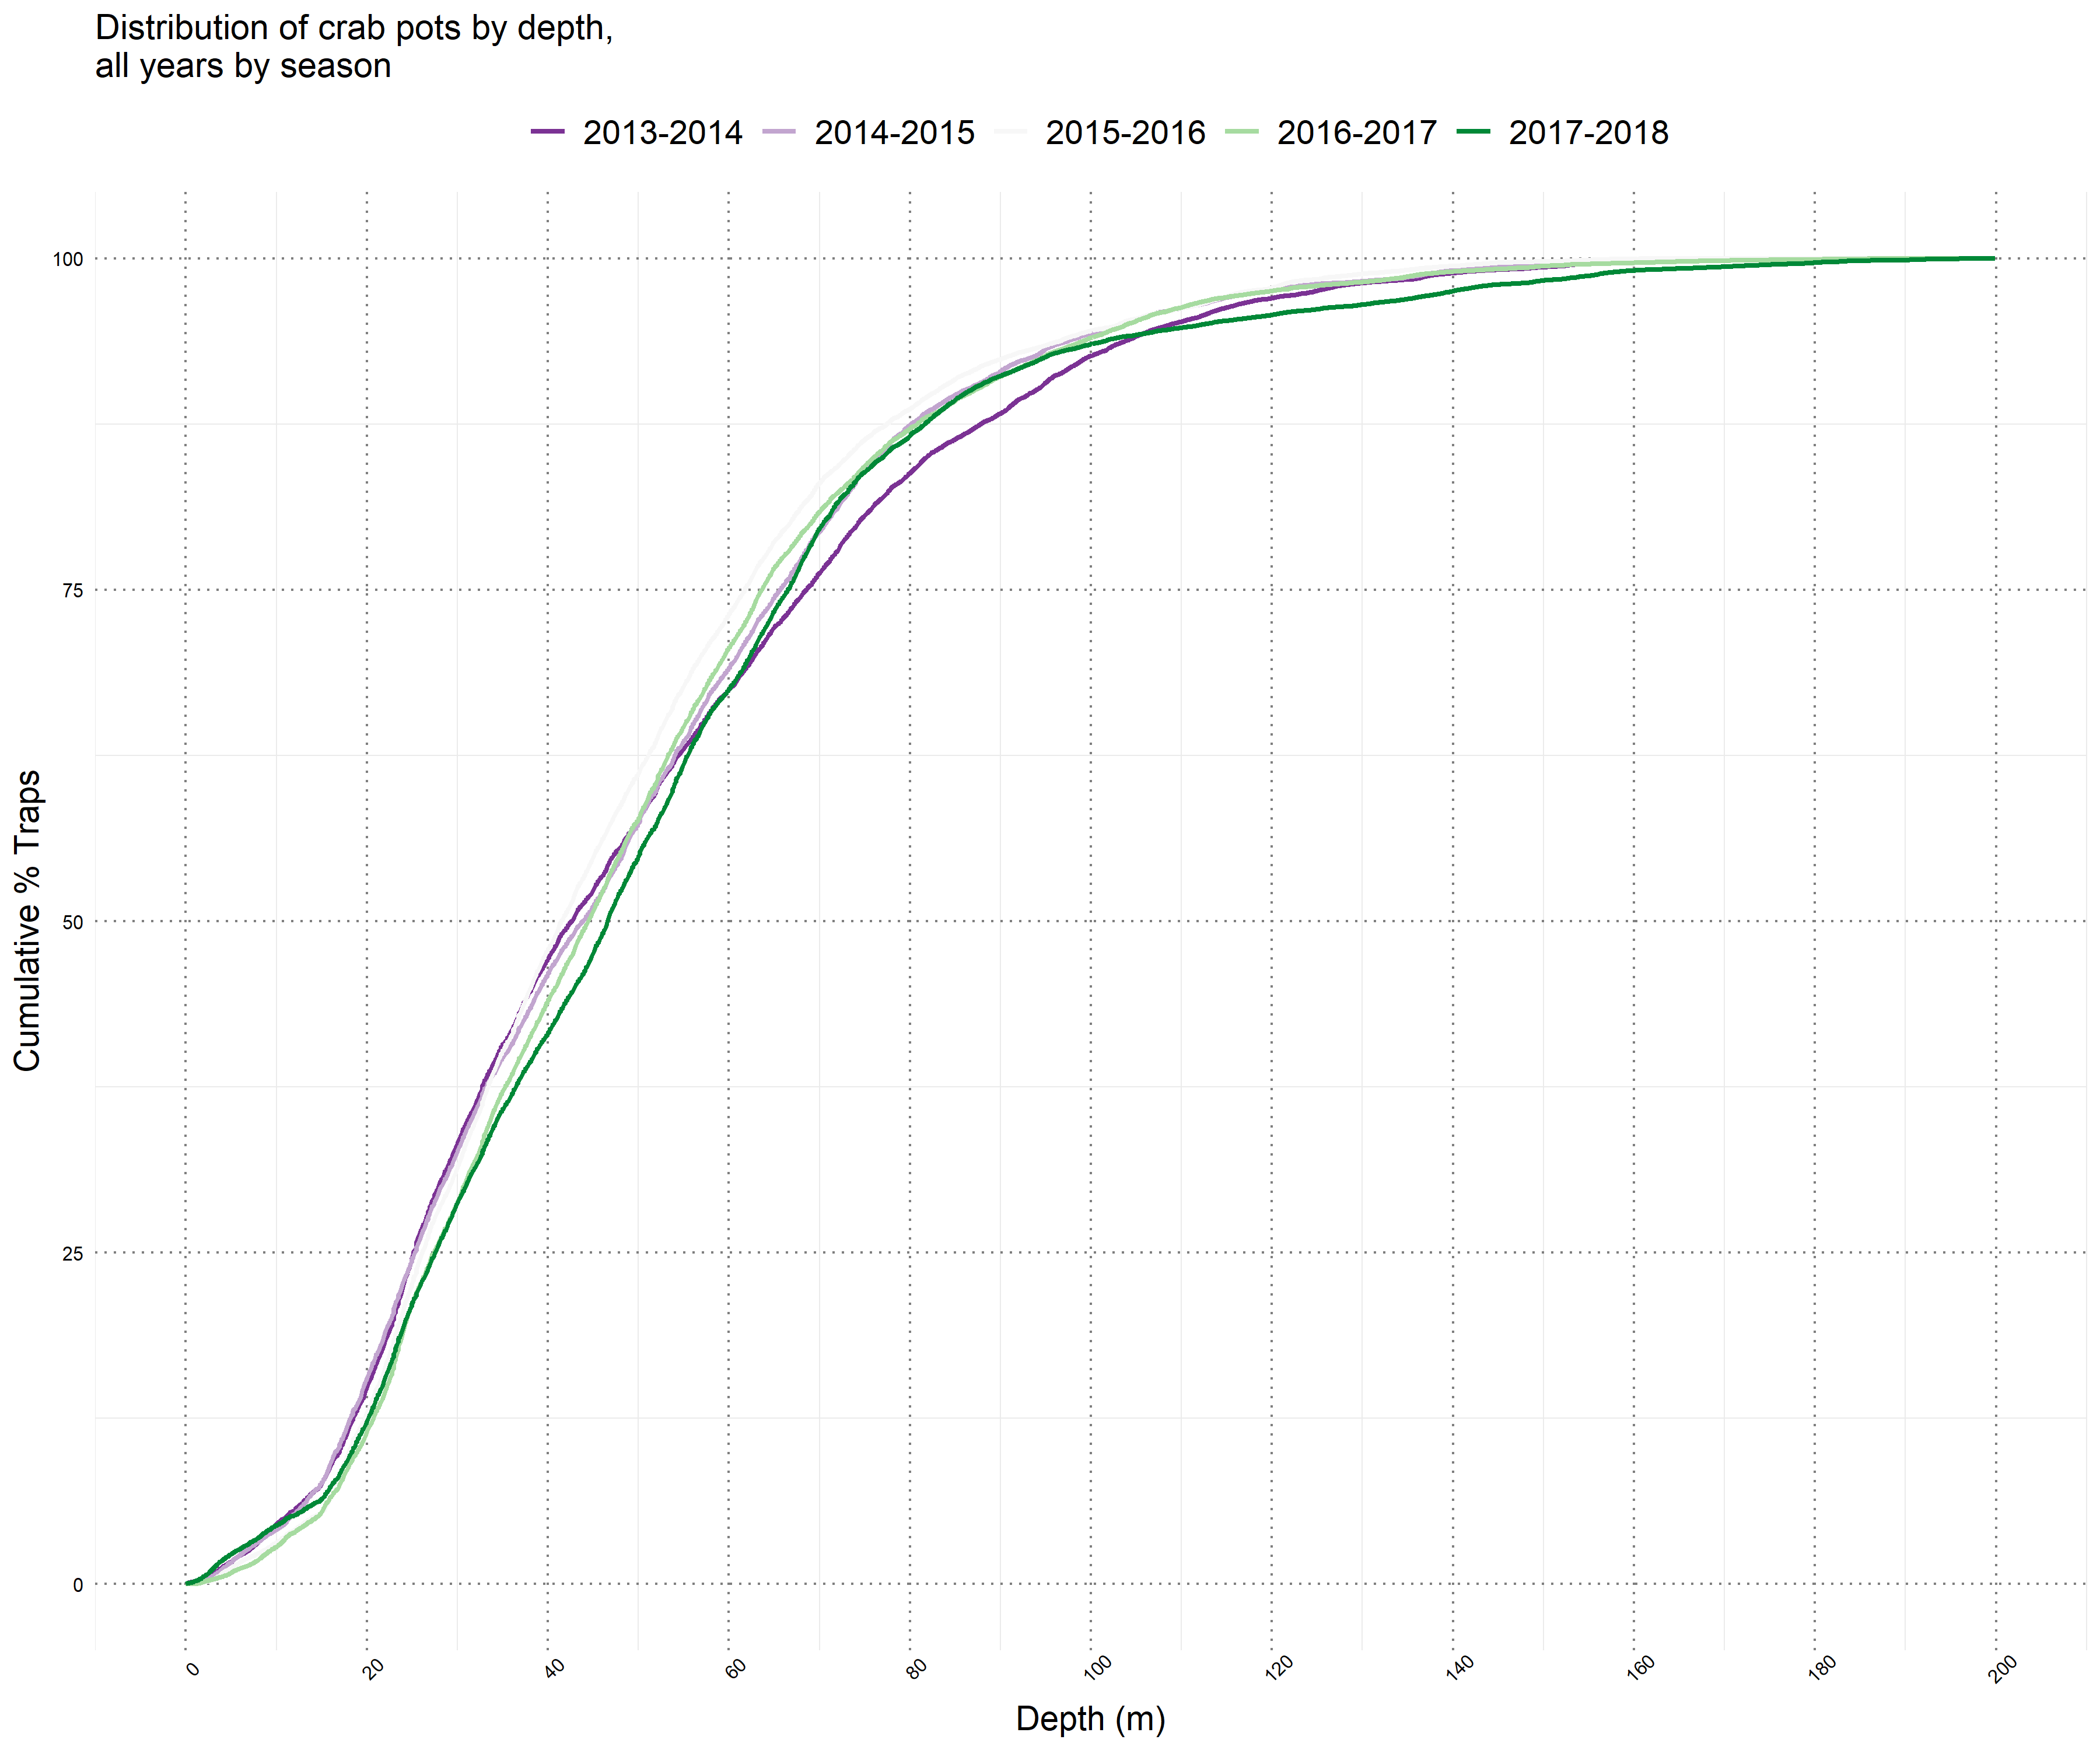 Distribution of crab pots by depth,
all years by season
2013-2014 2014-2015 2015-2016 2016-2017 2017-2018
100
75
50
25
0
Cumulative % Traps
0 20 40 60 80 100 120 140 160 180 200
Depth (m)